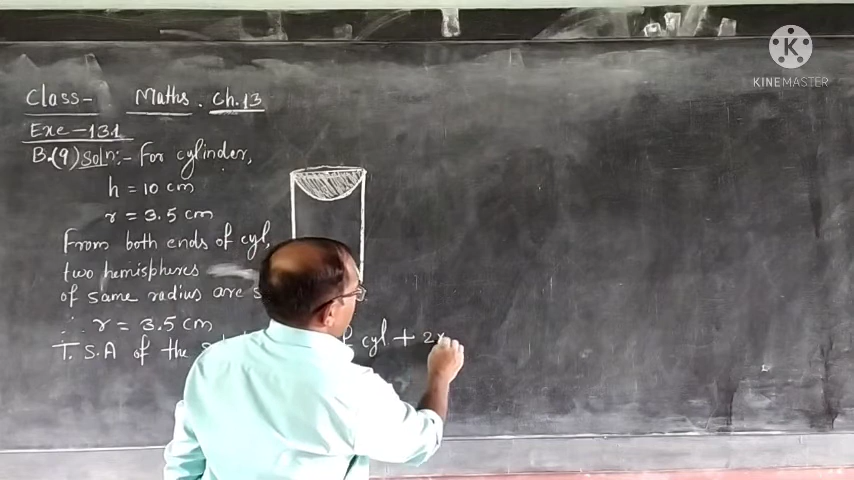 Class- Maths. Ch.13
Exe-13.1
B.(9) Soln:- For cylinder,
h = 10 cm
r = 3.5 cm
From both ends of cyl,
two hemispheres
of same radius are
∴ r = 3.5 cm
T.S.A of the cyl + 2
K
KINEMASTER